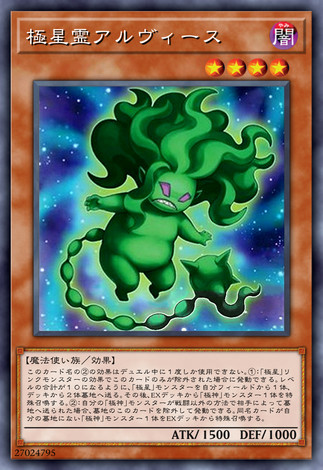 極星霊アルヴィース
闇
やみ
【魔法使い族／効果】
このカード名の②の効果はデュエル中に１度しか使用できない。①：「極星」リ
ンクモンスターの効果でこのカードのみが除外された場合に発動できる。レベ
ルの合計が１０になるように、「極星」モンスターを自分フィールドから１体、
デッキから２体墓地へ送る。その後、EXデッキから「極神」モンスター１体を特
殊召喚する。②：自分の「極神」モンスターが戦闘以外の方法で相手によって墓
地へ送られた場合、墓地のこのカードを除外して発動できる。同名カードが自分
の墓地にない「極神」モンスター１体をEXデッキから特殊召喚する。
ATK/1500 DEF/1000
27024795